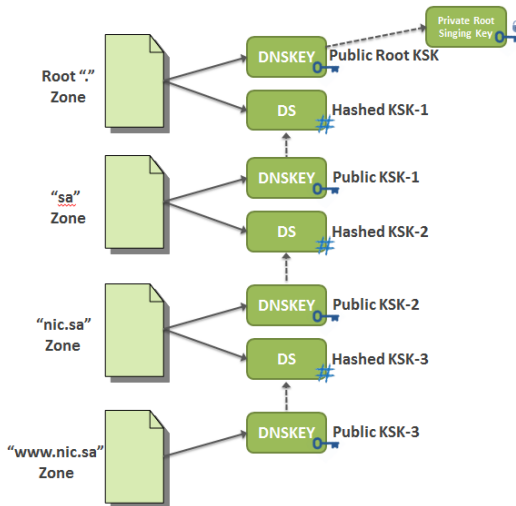 Private Root
Singing Key
DNSKEY Public Root KSK
Root “.”
Zone
DS Hashed KSK-1
“sa”
Zone
DNSKEY Public KSK-1
DS Hashed KSK-2
“nic.sa”
Zone
DNSKEY Public KSK-2
DS Hashed KSK-3
“www.nic.sa”
Zone
DNSKEY Public KSK-3